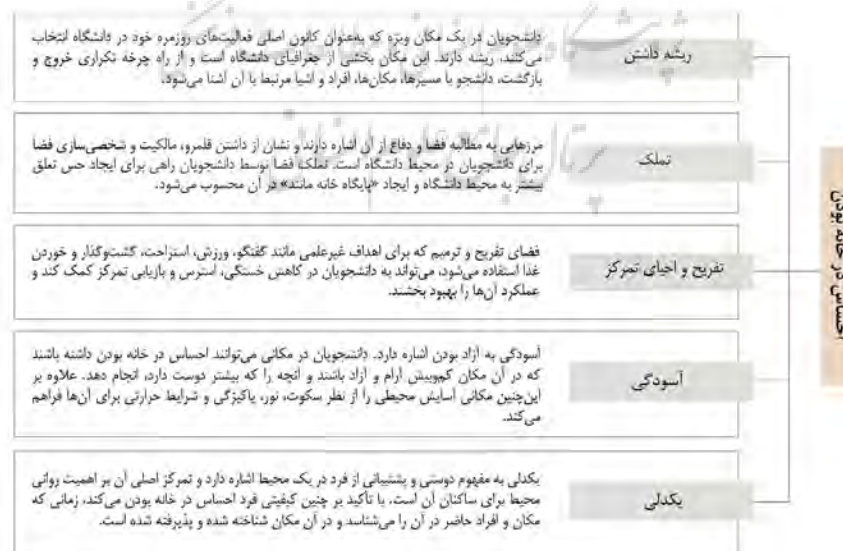 احساس در خانه بودن
ریشه داشتن
دانشجویان در یک مکان ویژه که به‌عنوان کانون اصلی فعالیت‌های روزمره خود در دانشگاه انتخاب
می‌کنند، ریشه دارند. این مکان بخشی از جغرافیای دانشگاه است و از راه چرخه تکراری خروج و
بازگشت، دانشجو با مسیرها، مکان‌ها، افراد و اشیا مرتبط با آن آشنا می‌شود.
تملک
مرزهایی به مطالبه فضا و دفاع از آن اشاره دارند و نشان از داشتن قلمرو، مالکیت و شخصی‌سازی فضا
برای دانشجویان در محیط دانشگاه است. تملک فضا توسط دانشجویان راهی برای ایجاد حس تعلق
بیشتر به محیط دانشگاه و ایجاد «پایگاه خانه مانند» در آن محسوب می‌شود.
تفریح و احیای تمرکز
فضای تفریح و ترمیم که برای اهداف غیرعلمی مانند گفتگو، ورزش، استراحت، گشت‌وگذار و خوردن
غذا استفاده می‌شود، می‌تواند به دانشجویان در کاهش خستگی، استرس و بازیابی تمرکز کمک کند و
عملکرد آن‌ها را بهبود بخشند.
آسودگی
آسودگی به آزاد بودن اشاره دارد. دانشجویان در مکانی می‌توانند احساس در خانه بودن داشته باشند
که در آن مکان کم‌وبیش آرام و آزاد باشند و آنچه را که بیشتر دوست دارد، انجام دهد. علاوه بر
این‌چنین مکانی آسایش محیطی را از نظر سکوت، نور، پاکیزگی و شرایط حرارتی برای آن‌ها فراهم
می‌کند.
یکدلی
یکدلی به مفهوم دوستی و پشتیبانی از فرد در یک محیط اشاره دارد و تمرکز اصلی آن بر اهمیت روانی
محیط برای ساکنان آن است. با تأکید بر چنین کیفیتی فرد احساس در خانه بودن می‌کند، زمانی که
مکان و افراد حاضر در آن را می‌شناسد و در آن مکان شناخته شده و پذیرفته شده است.